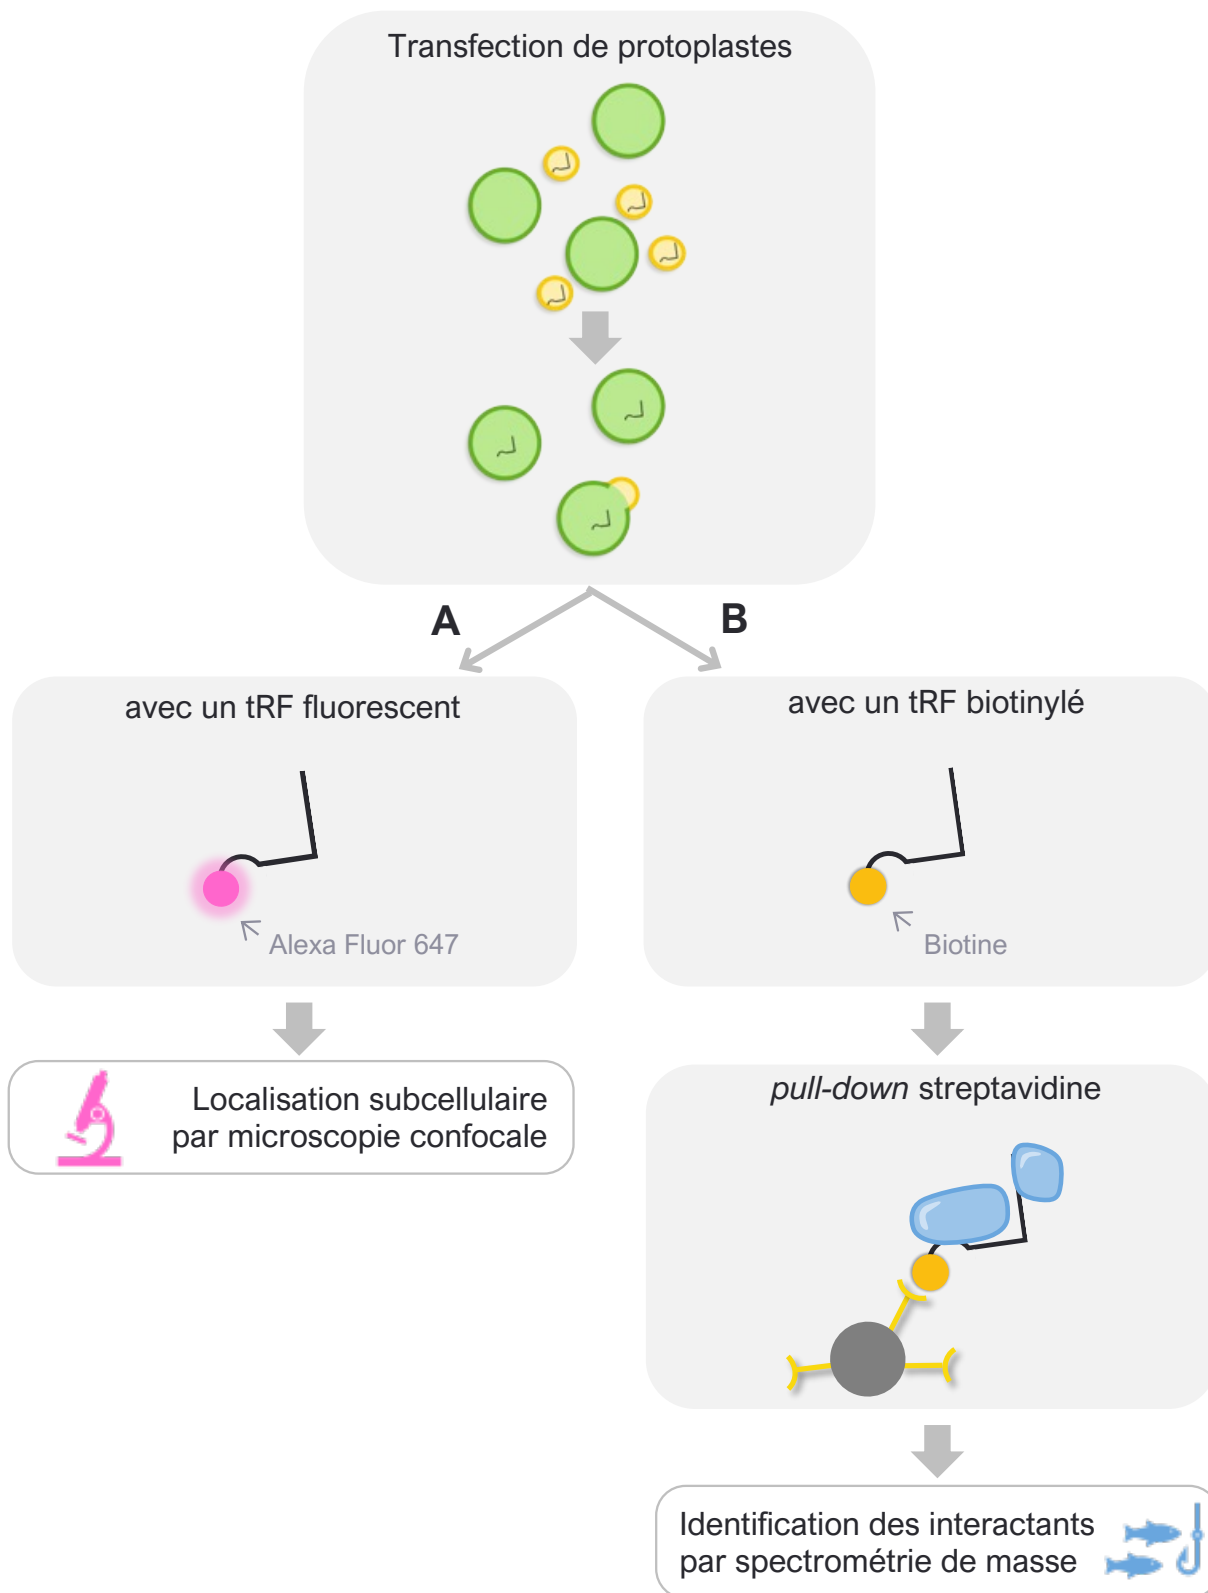 Transfection de protoplastes
A
B
avec un tRF fluorescent
Alexa Fluor 647
Localisation subcellulaire
par microscopie confocale
avec un tRF biotinylé
Biotine
pull-down streptavidine
Identification des interactants
par spectrométrie de masse